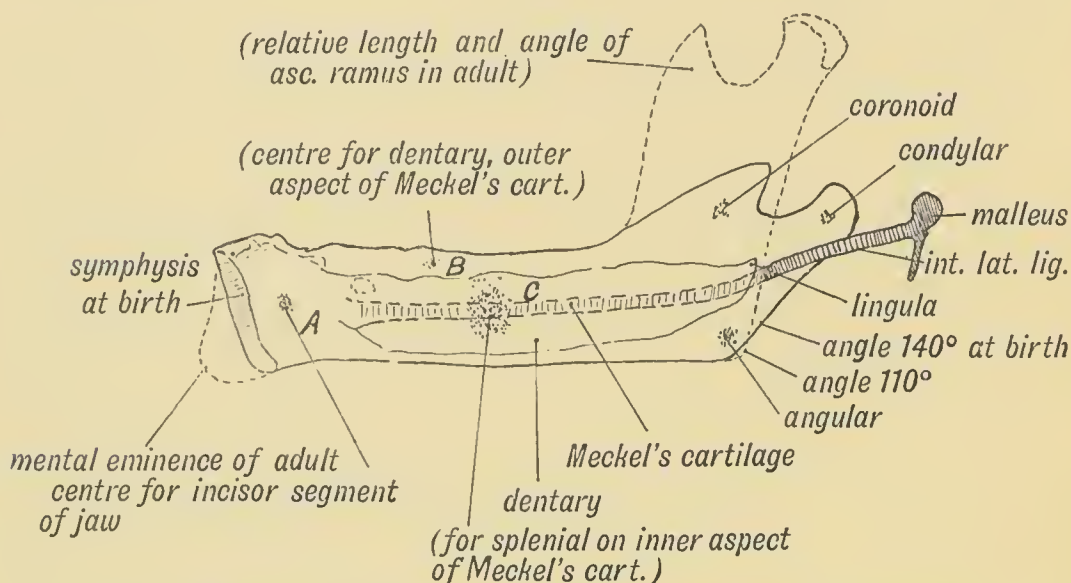 (relative length and angle of
asc. ramus in adult)
coronoid
(centre for dentary, outer
aspect of Meckel's cart.)
condylar
malleus
B
symphysis
at birth
int. lat. lig.
C
lingula
A
angle 140° at birth
angle 110°
angular
mental eminence of adult
centre for incisor segment
of jaw
Meckel's cartilage
dentary
(for splenial on inner aspect
of Meckel's cart.)